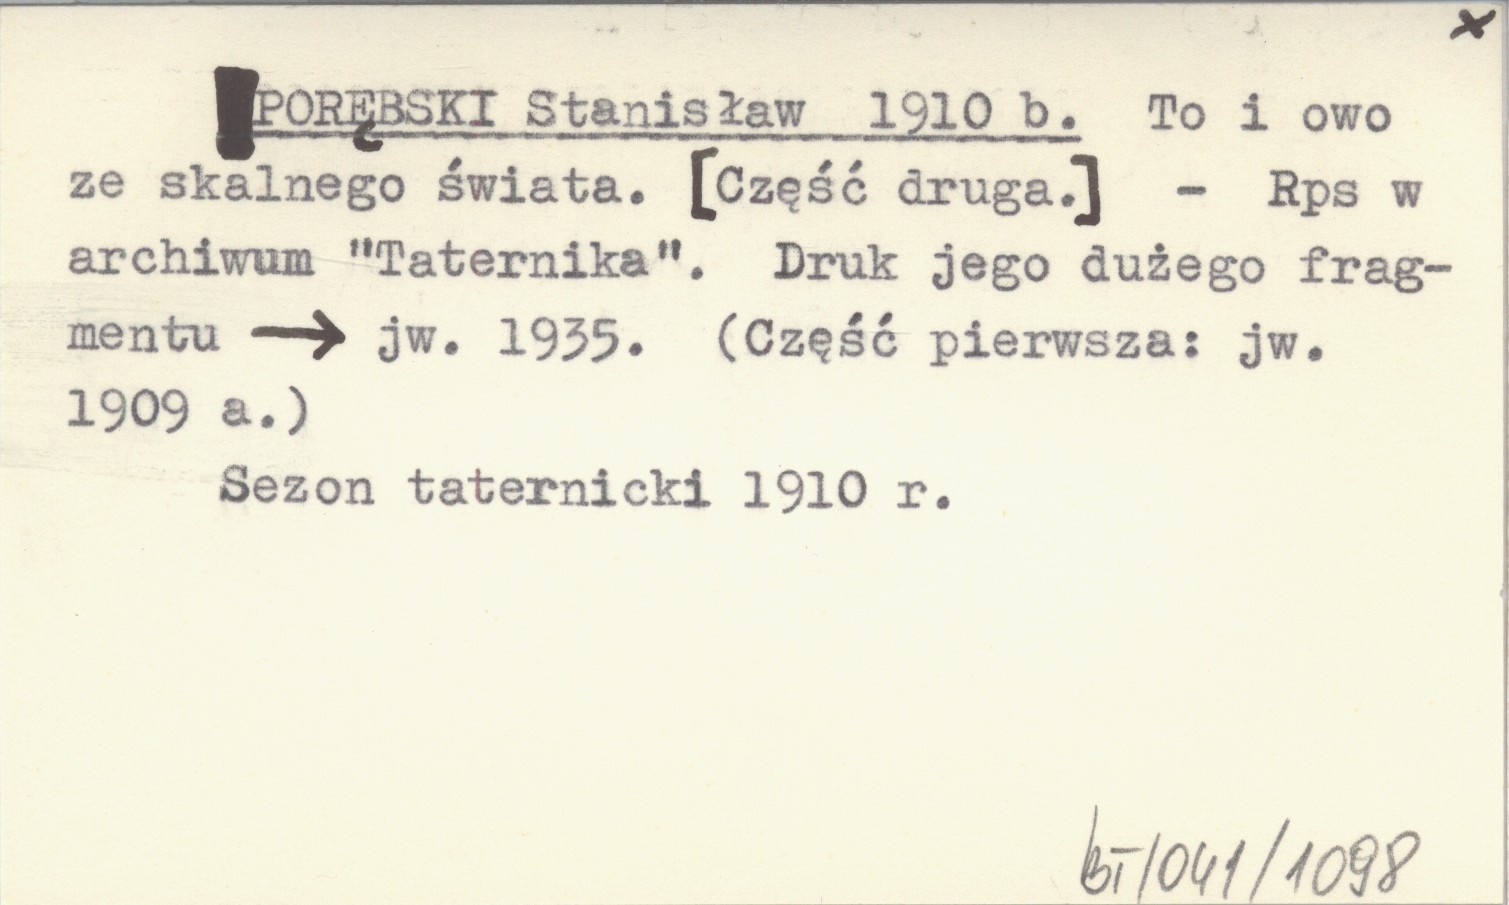 x
PORĘBSKI Stanisław 1910 b. To i owo
ze skalnego świata. [Część druga.] - Rps w
archiwum "Taternika". Druk jego dużego frag-
mentu → jw. 1935. (Część pierwsza: jw.
1909 a.)
Sezon taternicki 1910 r.
BT/041/1098